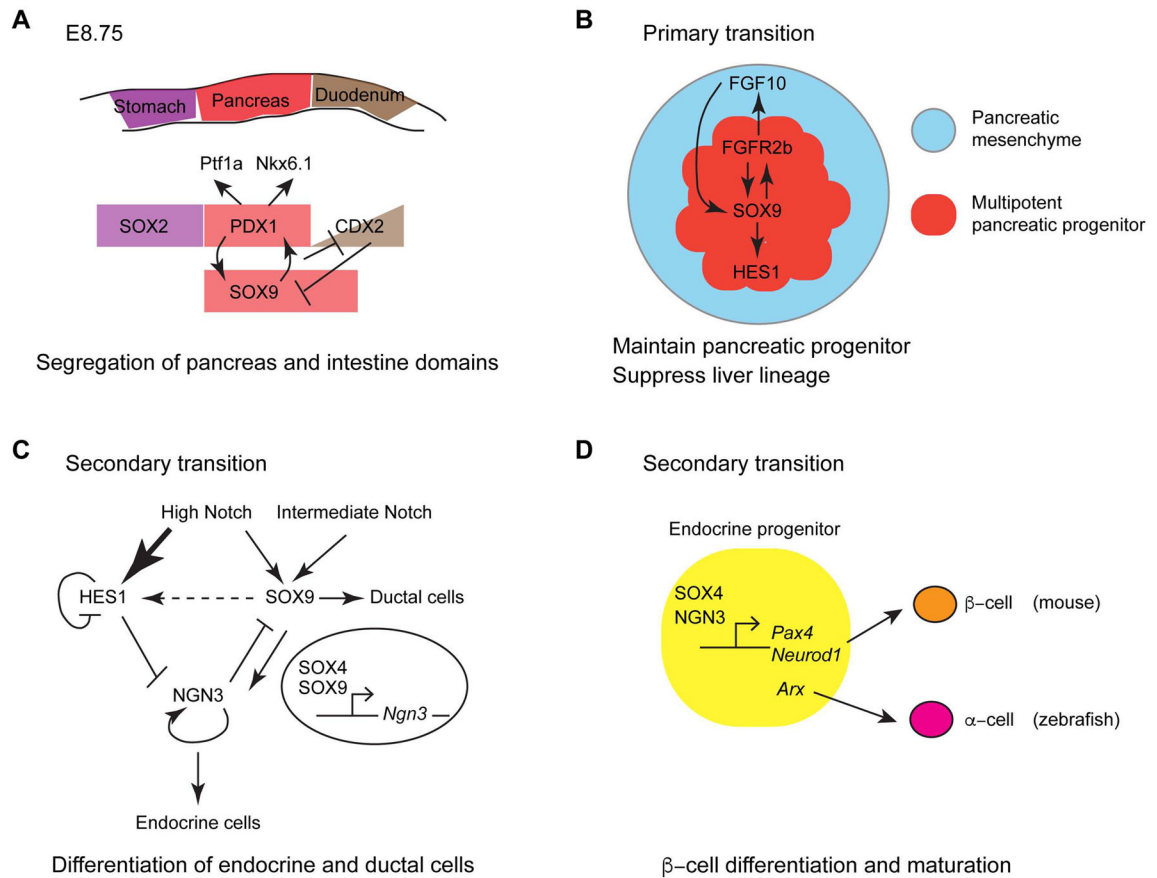 A
E8.75
Stomach Pancreas Duodenum
Ptf1a Nkx6.1
SOX2 PDX1 CDX2
SOX9
Segregation of pancreas and intestine domains
B
Primary transition
FGF10
FGFR2b
SOX9
HES1
Pancreatic
mesenchyme
Multipotent
pancreatic progenitor
Maintain pancreatic progenitor
Suppress liver lineage
C
Secondary transition
High Notch Intermediate Notch
HES1 SOX9 Ductal cells
NGN3
SOX4
SOX9
Ngn3
Endocrine cells
Differentiation of endocrine and ductal cells
D
Secondary transition
Endocrine progenitor
SOX4
NGN3
Pax4
Neurod1
Arx
β−cell (mouse)
α−cell (zebrafish)
β−cell differentiation and maturation